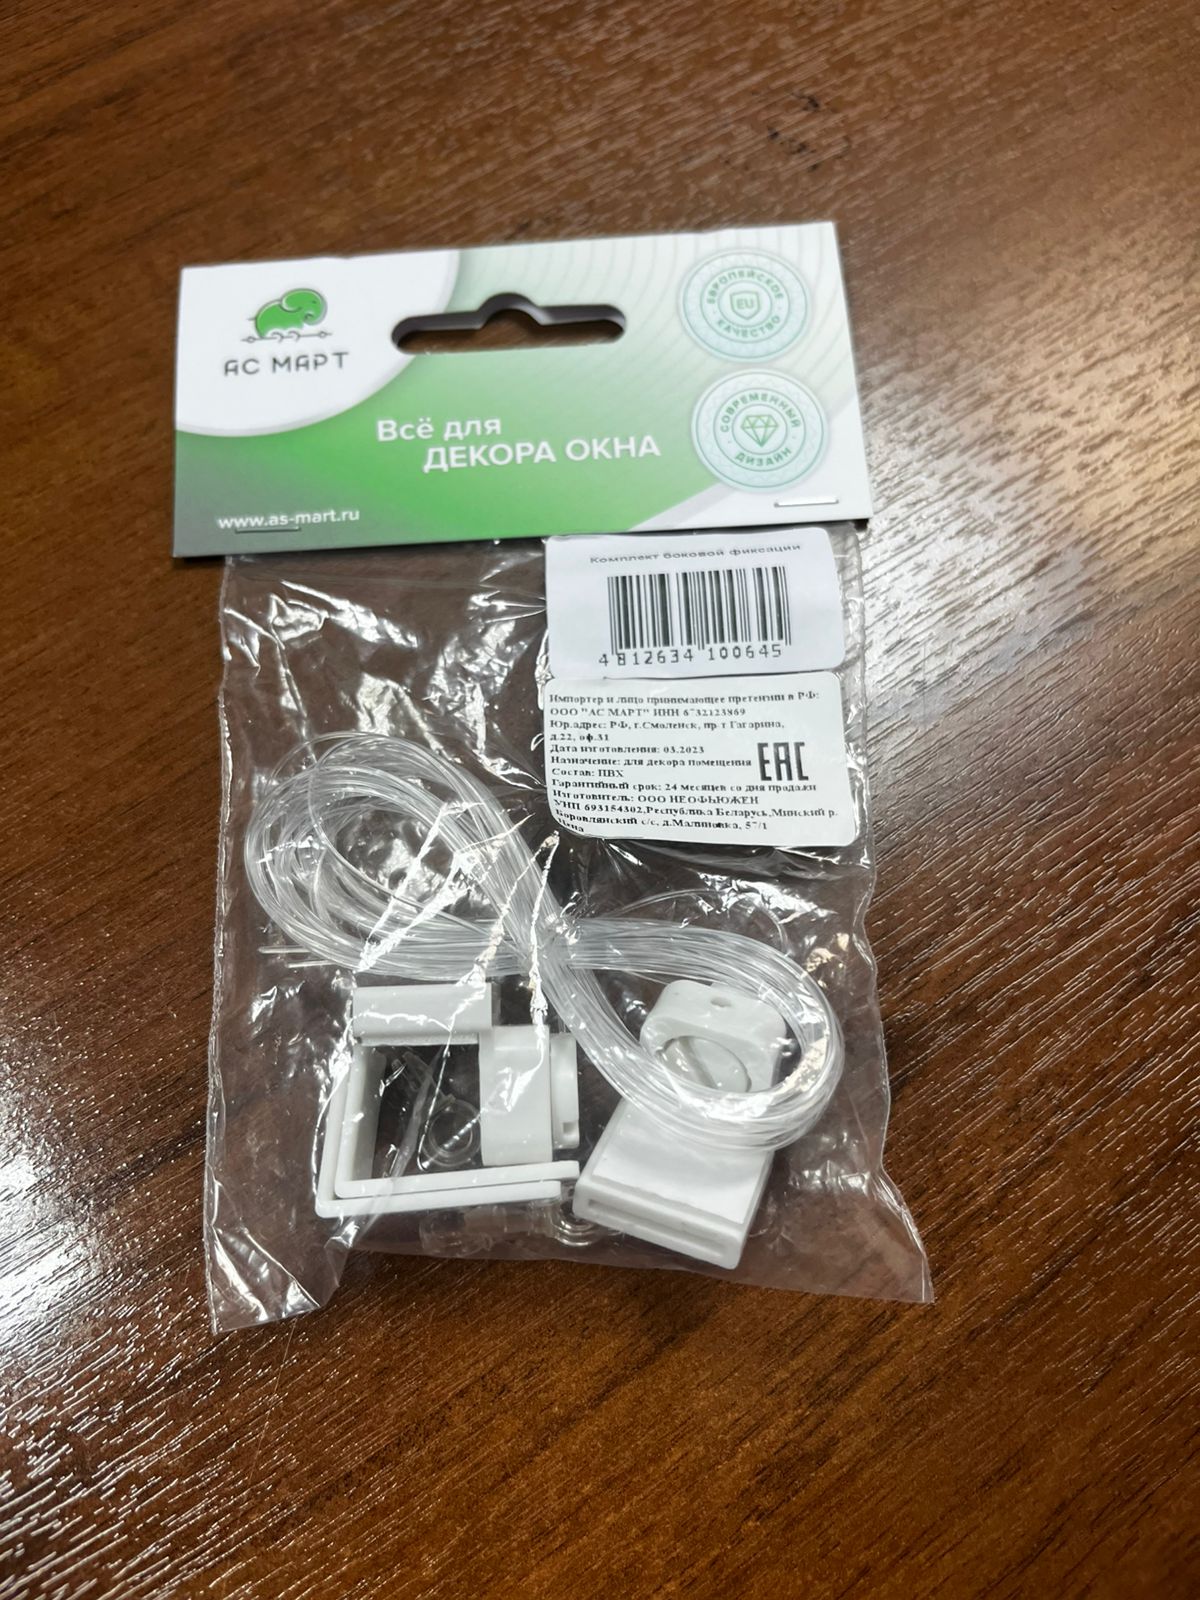 АС МАРТ
ЕВРОПЕЙСКОЕ
EU
КАЧЕСТВО
Всё для
ДЕКОРА ОКНА
СОВРЕМЕННЫЙ
ДИЗАЙН
www.as-mart.ru
Комплект боковой фиксации
4 812634 100645
Импортер и лицо принимающее претензии в РФ:
ООО "АС МАРТ" ИНН 6732123869
Юр.адрес: РФ, г.Смоленск, пр-т Гагарина,
д.22, оф.31
Дата изготовления: 03.2023
Назначение: для декора помещения
EAC
Состав: ПВХ
Гарантийный срок: 24 месяцев со дня продажи
Изготовитель: ООО НЕОФЬЮЖЕН
УНП 693154302,Республика Беларусь,Минский р.
Боровлянский с/с, д.Малиновка, 57/1
Цена